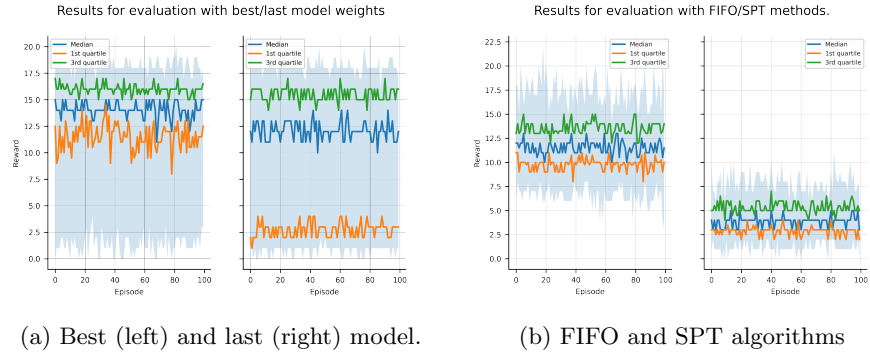 Results for evaluation with best/last model weights
Results for evaluation with FIFO/SPT methods.
Median
1st quartile
3rd quartile
Median
1st quartile
3rd quartile
Median
1st quartile
3rd quartile
Median
1st quartile
3rd quartile
20.0
17.5
15.0
12.5
10.0
7.5
5.0
2.5
0.0
Reward
0 20 40 60 80 100
Episode
0 20 40 60 80 100
Episode
22.5
20.0
17.5
15.0
12.5
10.0
7.5
5.0
2.5
0.0
Reward
0 20 40 60 80 100
Episode
0 20 40 60 80 100
Episode
(a) Best (left) and last (right) model.
(b) FIFO and SPT algorithms